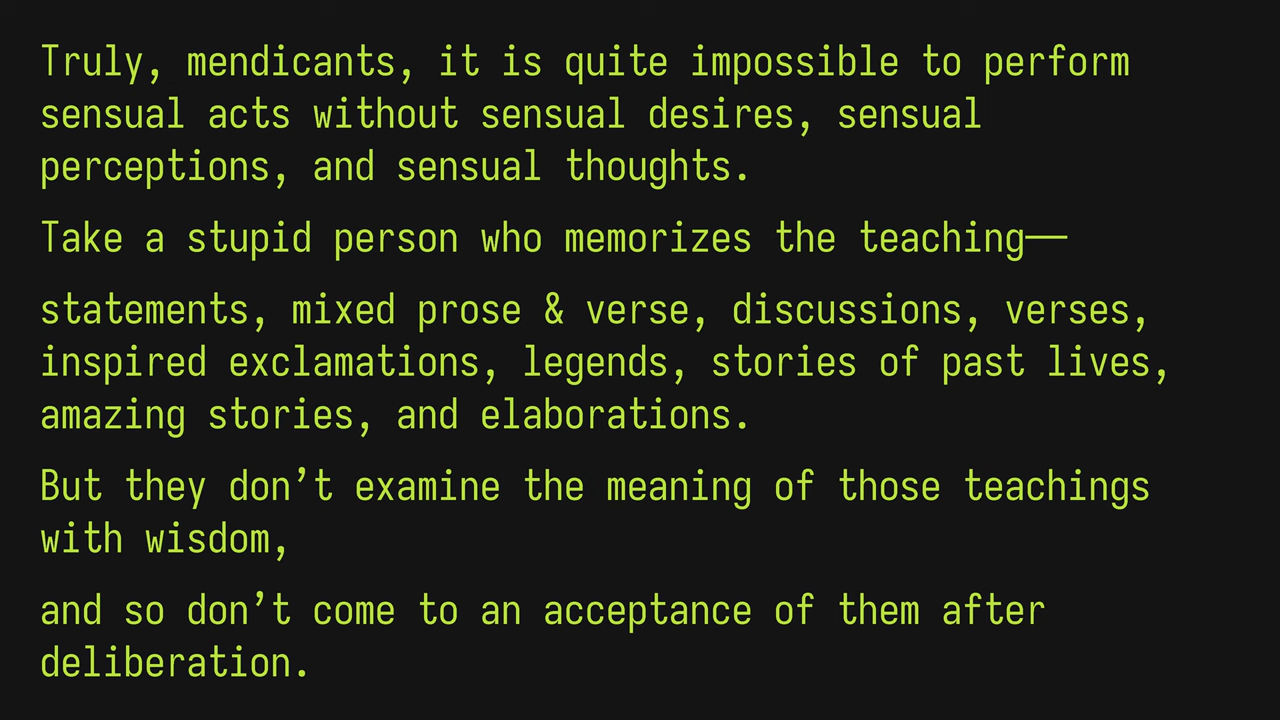 Truly, mendicants, it is quite impossible to perform
sensual acts without sensual desires, sensual
perceptions, and sensual thoughts.
Take a stupid person who memorizes the teaching—
statements, mixed prose & verse, discussions, verses,
inspired exclamations, legends, stories of past lives,
amazing stories, and elaborations.
But they don’t examine the meaning of those teachings
with wisdom,
and so don’t come to an acceptance of them after
deliberation.